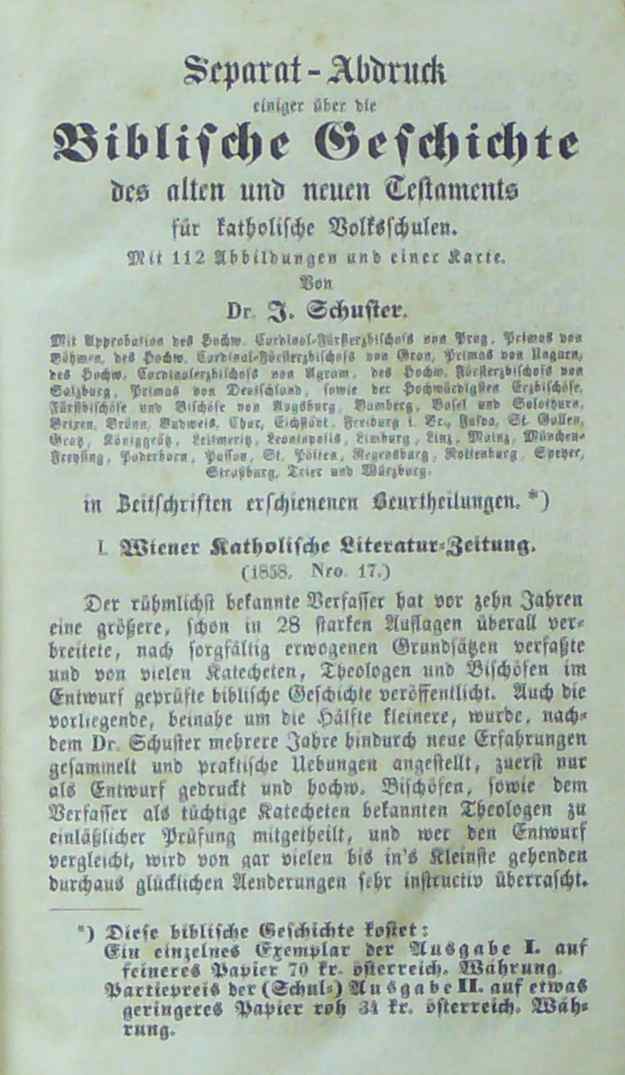 Separat-Abdruck
einiger über die
Biblische Geschichte
des alten und neuen Testaments
für katholische Volksschulen.
Mit 112 Abbildungen und einer Karte.
Von
Dr. J. Schuster.
Mit Approbation des Hochw. Cardinal-Fürsterzbischofs von Prag, Primas von
Böhmen, des Hochw. Cardinal-Fürsterzbischofs von Gran, Primas von Ungarn,
des Hochw. Cardinalerzbischofs von Agram, des Hochw. Fürsterzbischofs von
Salzburg, Primas von Deutschland, sowie der Hochwürdigsten Erzbischöfe,
Fürstbischöfe und Bischöfe von Augsburg, Bamberg, Basel und Solothurn,
Brixen, Brünn, Budweis, Chur, Eichstädt, Freiburg i. Br., Fulda, St. Gallen,
Gratz, Königgrätz, Leitmeritz, Leontopolis, Limburg, Linz, Mainz, München-
Freysing, Paderborn, Passau, St. Pölten, Regensburg, Rottenburg, Speyer,
Straßburg, Trier und Würzburg.
in Zeitschriften erschienenen Beurtheilungen. *)
I. Wiener Katholische Literatur-Zeitung.
(1858. Nro. 17.)
Der rühmlichst bekannte Verfasser hat vor zehn Jahren
eine größere, schon in 28 starken Auflagen überall ver-
breitete, nach sorgfältig erwogenen Grundsätzen verfaßte
und von vielen Katecheten, Theologen und Bischöfen im
Entwurf geprüfte biblische Geschichte veröffentlicht. Auch die
vorliegende, beinahe um die Hälfte kleinere, wurde, nach-
dem Dr. Schuster mehrere Jahre hindurch neue Erfahrungen
gesammelt und praktische Uebungen angestellt, zuerst nur
als Entwurf gedruckt und hochw. Bischöfen, sowie dem
Verfasser als tüchtige Katecheten bekannten Theologen zu
einläßlicher Prüfung mitgetheilt, und wer den Entwurf
vergleicht, wird von gar vielen bis in's Kleinste gehenden
durchaus glücklichen Aenderungen sehr instructiv überrascht.
*) Diese biblische Geschichte kostet:
Ein einzelnes Exemplar der Ausgabe I. auf
feineres Papier 70 kr. österreich. Währung.
Partiepreis der (Schul-) Ausgabe II. auf etwas
geringeres Papier roh 34 kr. österreich. Wäh-
rung.